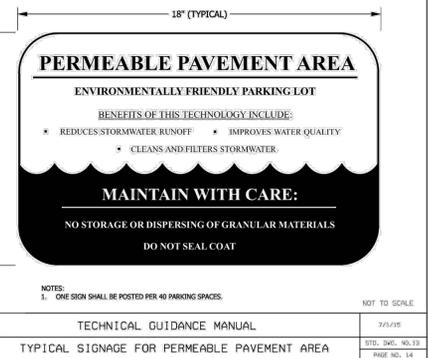 18" (TYPICAL)
PERMEABLE PAVEMENT AREA
ENVIRONMENTALLY FRIENDLY PARKING LOT
BENEFITS OF THIS TECHNOLOGY INCLUDE:
▪ REDUCES STORMWATER RUNOFF ▪ IMPROVES WATER QUALITY
▪ CLEANS AND FILTERS STORMWATER
MAINTAIN WITH CARE:
NO STORAGE OR DISPERSING OF GRANULAR MATERIALS
DO NOT SEAL COAT
NOTES:
1. ONE SIGN SHALL BE POSTED PER 40 PARKING SPACES.
NOT TO SCALE
TECHNICAL GUIDANCE MANUAL 7/1/15
TYPICAL SIGNAGE FOR PERMEABLE PAVEMENT AREA
STD. DWG. NO.13
PAGE NO. 14